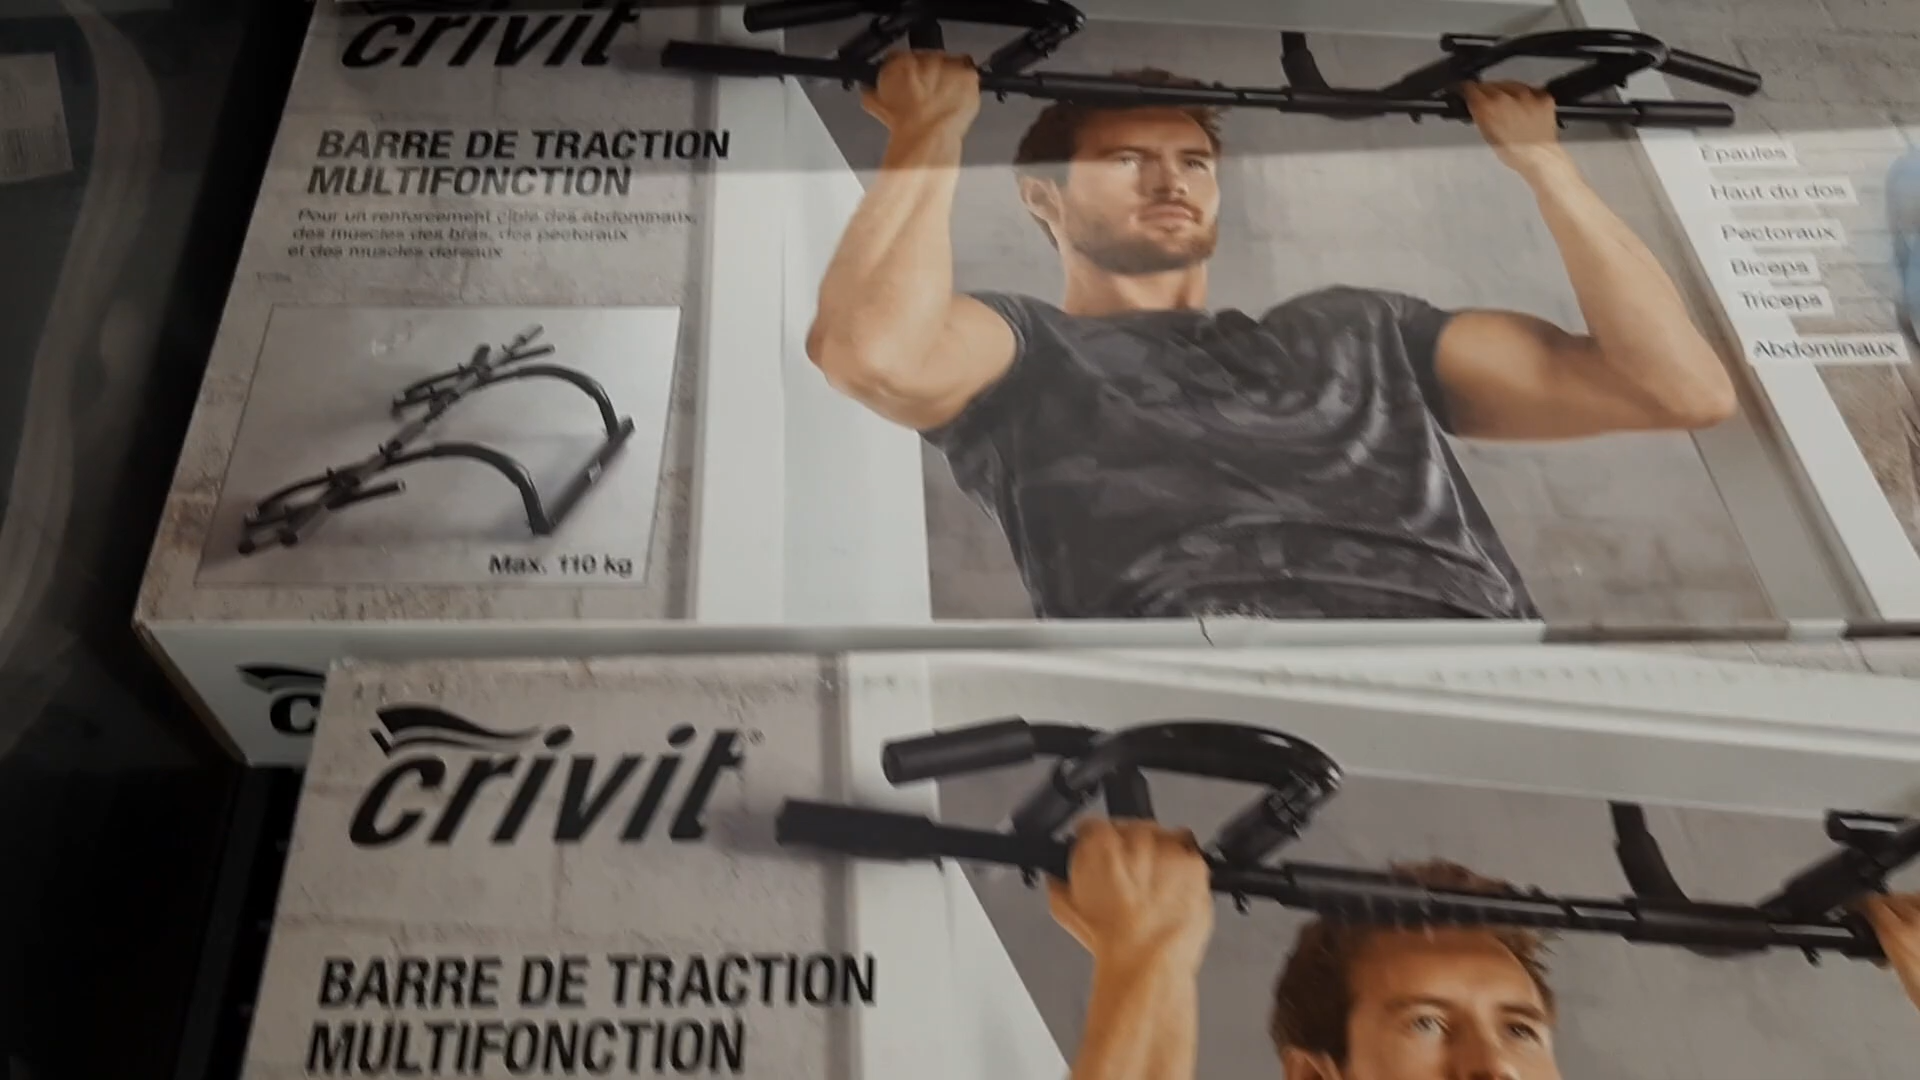 crivit
BARRE DE TRACTION
MULTIFONCTION
Pour un renforcement ciblé des abdominaux,
des muscles des bras, des pectoraux
et des muscles dorsaux
Max. 110 kg
Épaules
Haut du dos
Pectoraux
Biceps
Triceps
Abdominaux
c
crivit®
BARRE DE TRACTION
MULTIFONCTION